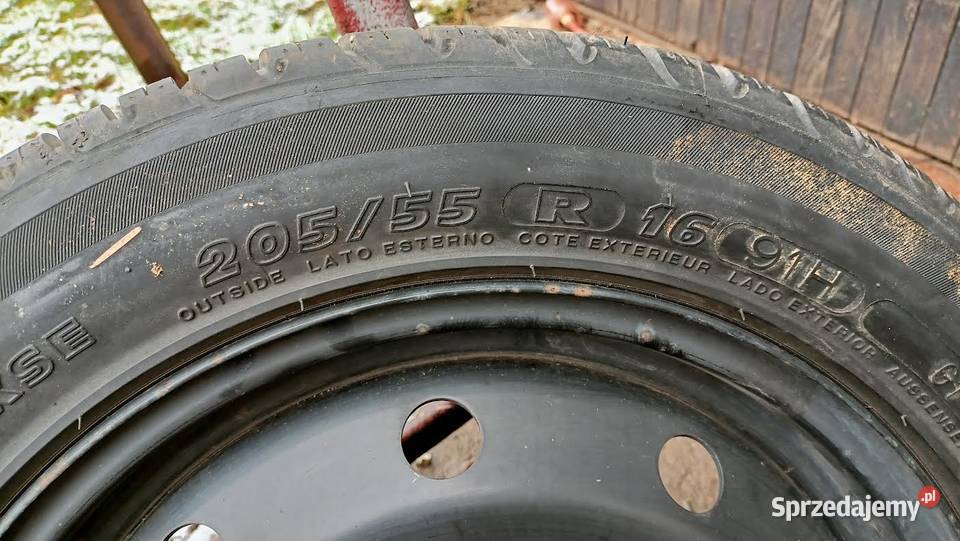 205/55 R 16 91H
OUTSIDE LATO ESTERNO COTE EXTERIEUR LADO EXTERIOR
Sprzedajemy.pl